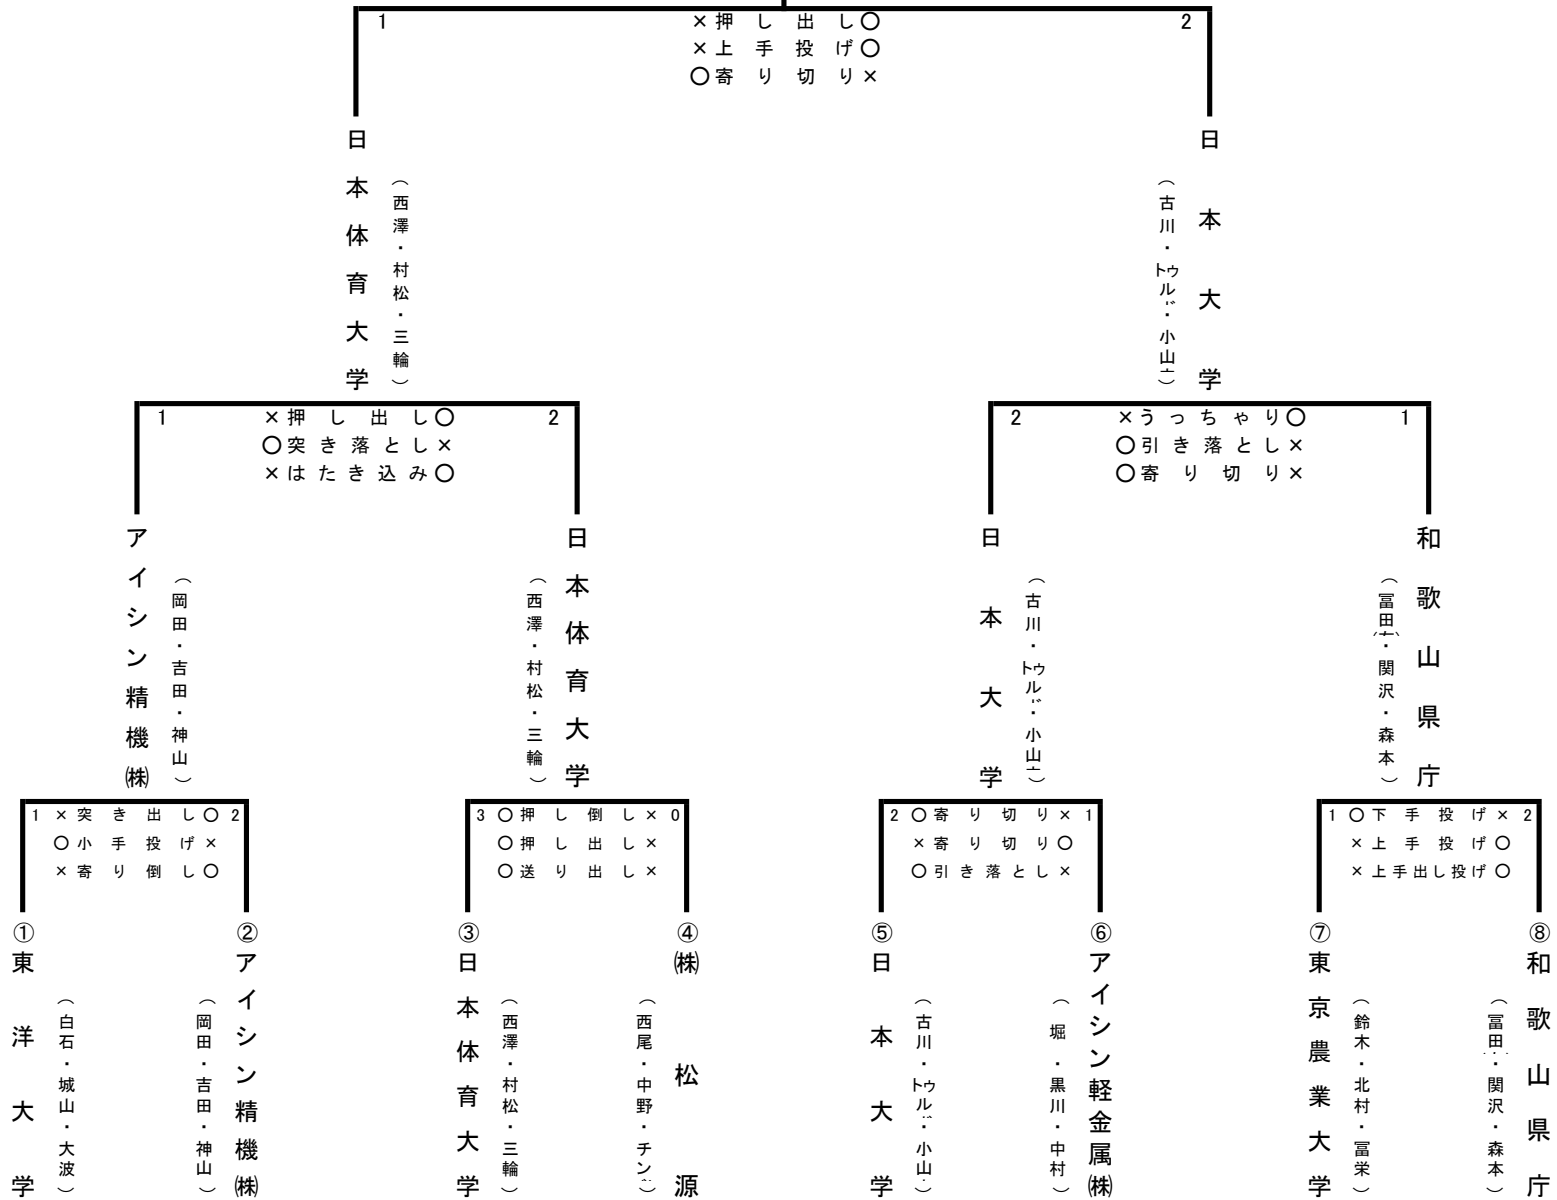 1 ×押し出し○ 2
×上手投げ○
○寄り切り×
日本体育大学
（西澤・村松・三輪）
日本大学
（古川・トゥルド・小山）
1 ×押し出し○ 2
○突き落とし×
×はたき込み○
2 ×うっちゃり○ 1
○引き落とし×
○寄り切り×
アイシン精機㈱
（岡田・吉田・神山）
日本体育大学
（西澤・村松・三輪）
日本大学
（古川・トゥルド・小山）
和歌山県庁
（冨田・関沢・森本）
1 ×突き出し○ 2
○小手投げ×
×寄り倒し○
3 ○押し倒し× 0
○押し出し×
○送り出し×
2 ○寄り切り× 1
×寄り切り○
○引き落とし×
1 ○下手投げ× 2
×上手投げ○
×上手出し投げ○
①東洋大学
（白石・城山・大波）
②アイシン精機㈱
（岡田・吉田・神山）
③日本体育大学
（西澤・村松・三輪）
④㈱松源
（西尾・中野・チン）
⑤日本大学
（古川・トゥルド・小山）
⑥アイシン軽金属㈱
（堀・黒川・中村）
⑦東京農業大学
（鈴木・北村・冨栄）
⑧和歌山県庁
（冨田・関沢・森本）